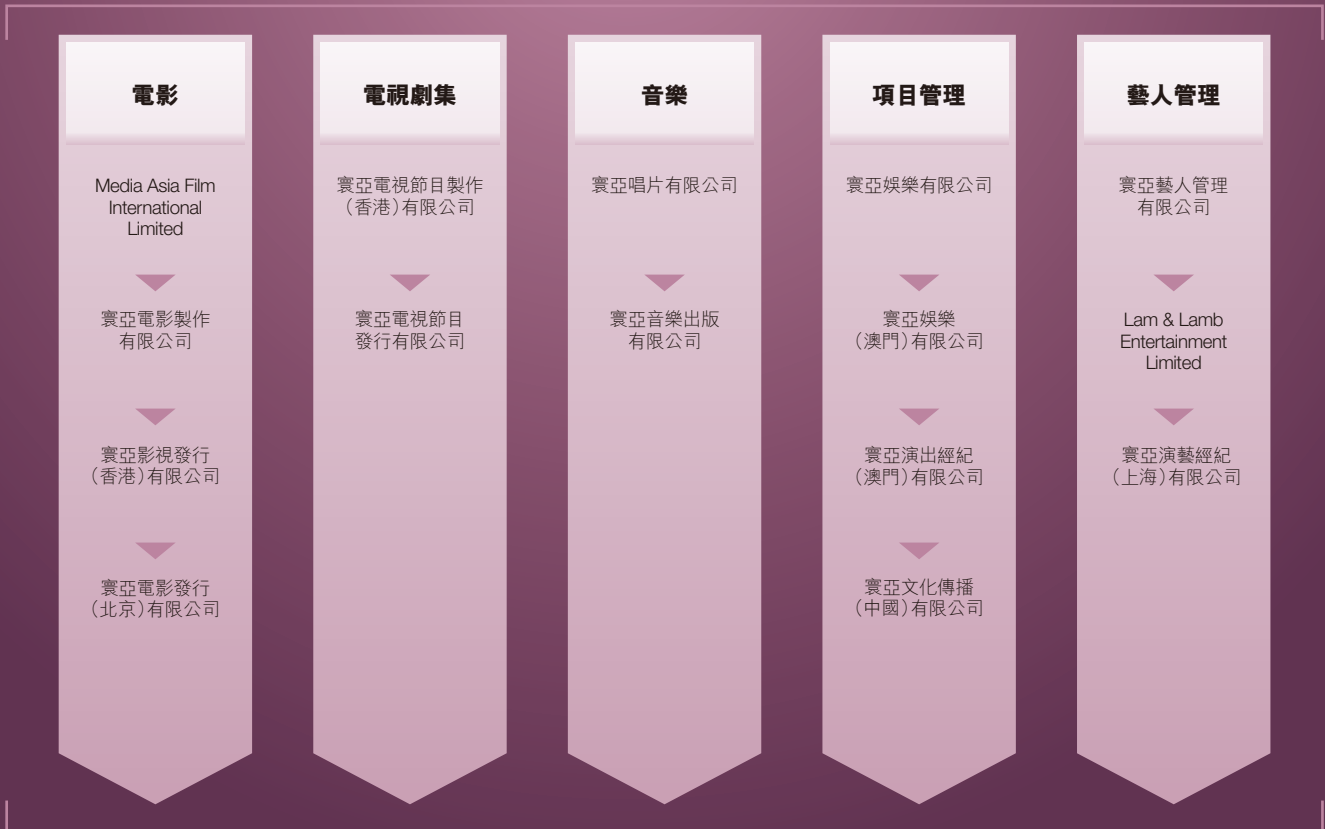 電影
Media Asia Film
International
Limited
寰亞電影製作
有限公司
寰亞影視發行
（香港）有限公司
寰亞電影發行
（北京）有限公司
電視劇集
寰亞電視節目製作
（香港）有限公司
寰亞電視節目
發行有限公司
音樂
寰亞唱片有限公司
寰亞音樂出版
有限公司
項目管理
寰亞娛樂有限公司
寰亞娛樂
（澳門）有限公司
寰亞演出經紀
（澳門）有限公司
寰亞文化傳播
（中國）有限公司
藝人管理
寰亞藝人管理
有限公司
Lam & Lamb
Entertainment
Limited
寰亞演藝經紀
（上海）有限公司